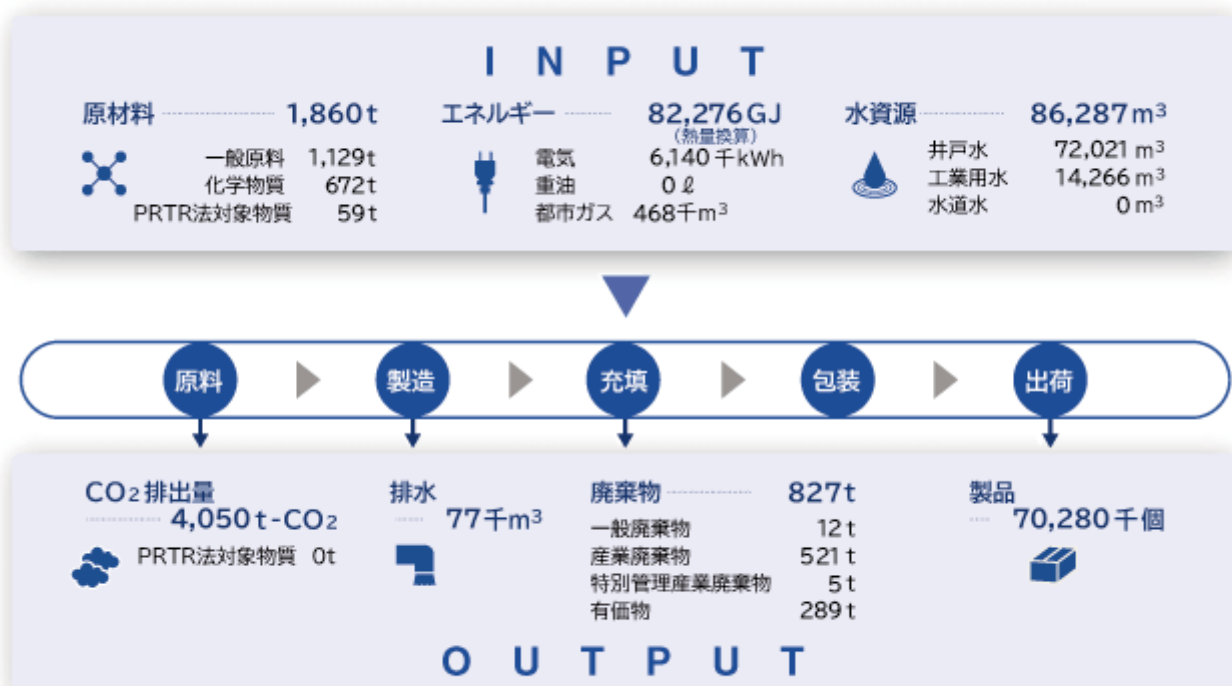 INPUT
原材料 1,860t
一般原料 1,129t
化学物質 672t
PRTR法対象物質 59t
エネルギー 82,276GJ
(熱量換算)
電気 6,140千kWh
重油 0ℓ
都市ガス 468千m³
水資源 86,287m³
井戸水 72,021m³
工業用水 14,266m³
水道水 0m³
原料
製造
充填
包装
出荷
CO₂排出量
4,050t-CO₂
PRTR法対象物質 0t
排水
77千m³
廃棄物 827t
一般廃棄物 12t
産業廃棄物 521t
特別管理産業廃棄物 5t
有価物 289t
製品
70,280千個
OUTPUT